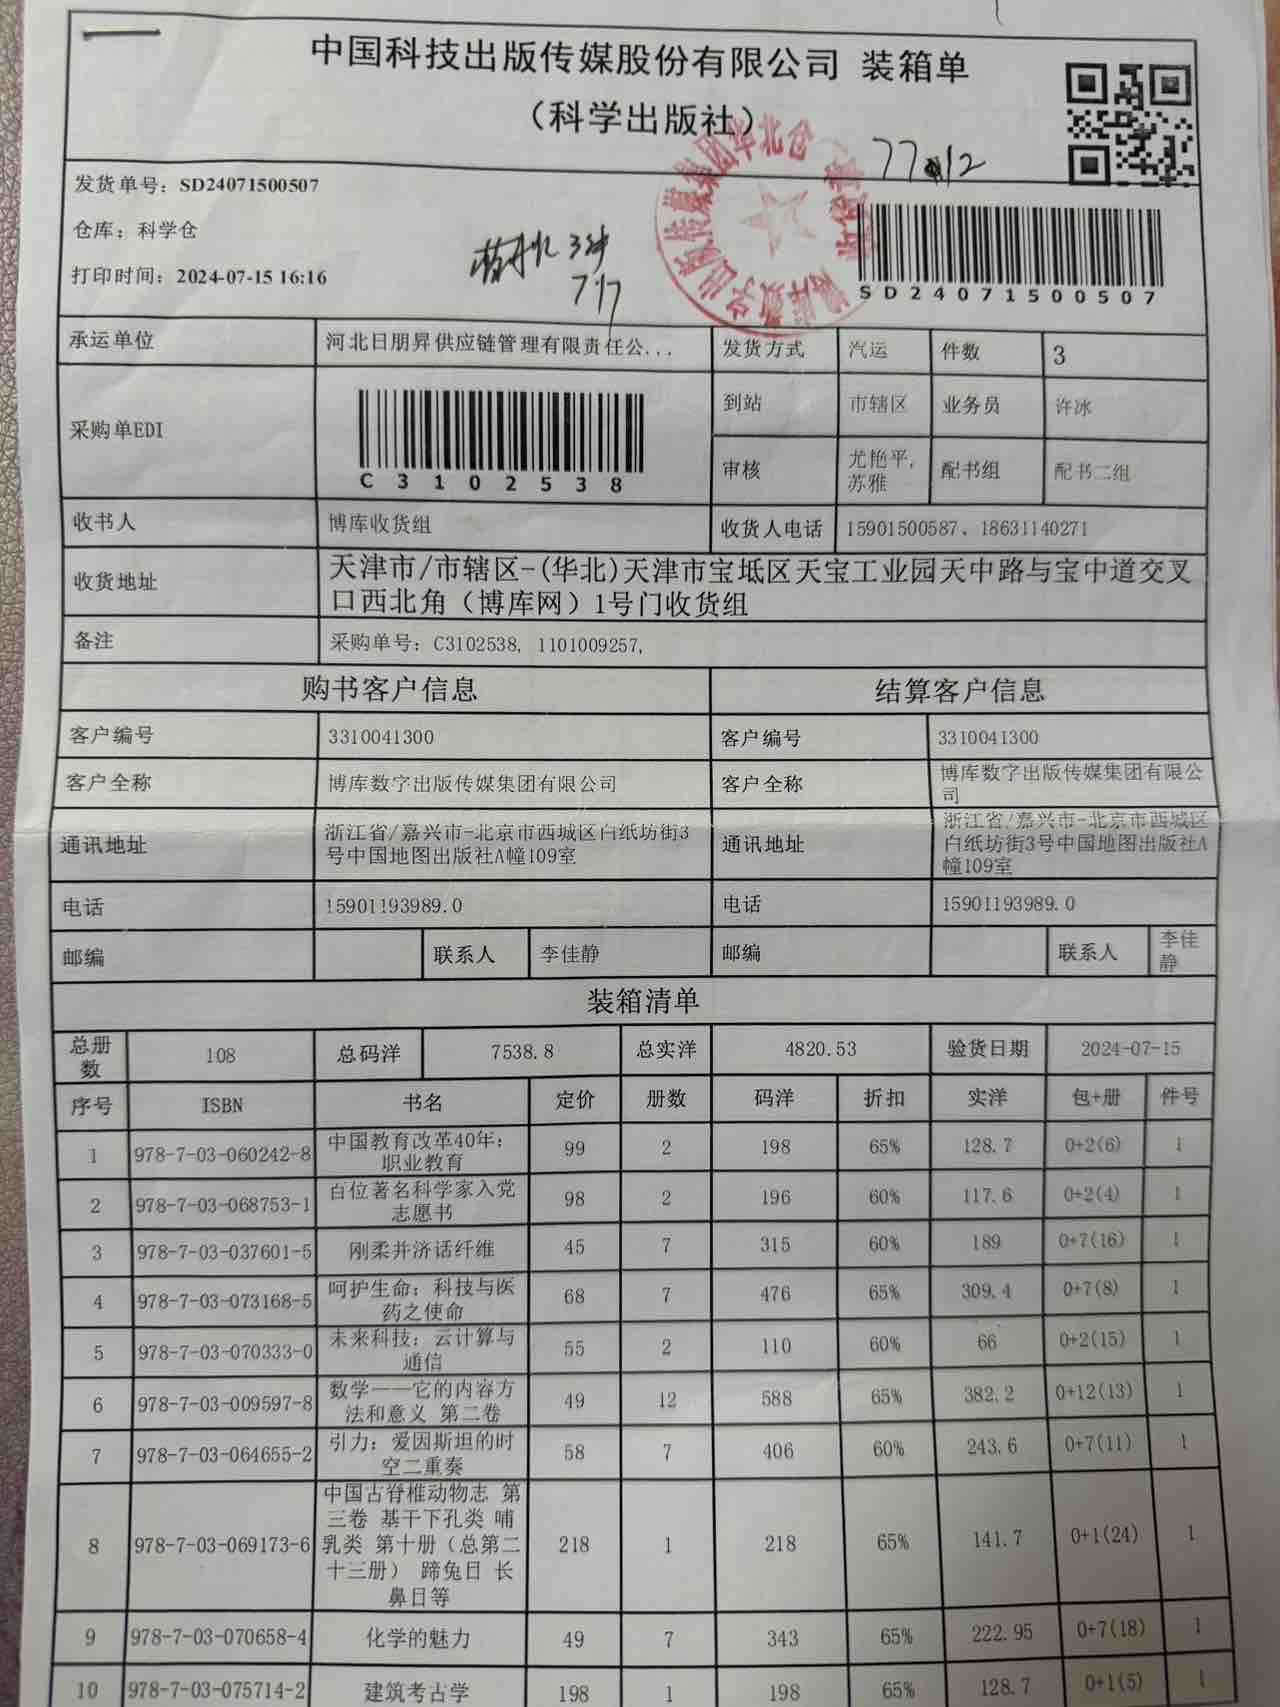 中国科技出版传媒股份有限公司 装箱单
（科学出版社）
77012
发货单号：SD24071500507
仓库：科学仓
打印时间：2024-07-15 16:16
3件
7.17
SD24071500507
承运单位 河北日朋昇供应链管理有限责任公... 发货方式 汽运 件数 3
采购单EDI C3102538 到站 市辖区 业务员 许冰
审核 尤艳平,苏雅 配书组 配书二组
收书人 博库收货组 收货人电话 15901500587、18631140271
收货地址 天津市/市辖区-(华北)天津市宝坻区天宝工业园天中路与宝中道交叉
口西北角（博库网）1号门收货组
备注 采购单号：C3102538, 1101009257,
购书客户信息 结算客户信息
客户编号 3310041300 客户编号 3310041300
客户全称 博库数字出版传媒集团有限公司 客户全称 博库数字出版传媒集团有限公司
通讯地址 浙江省/嘉兴市-北京市西城区白纸坊街3号中国地图出版社A幢109室 通讯地址 浙江省/嘉兴市-北京市西城区白纸坊街3号中国地图出版社A幢109室
电话 15901193989.0 电话 15901193989.0
邮编 联系人 李佳静 邮编 联系人 李佳静
装箱清单
总册数 108 总码洋 7538.8 总实洋 4820.53 验货日期 2024-07-15
序号 ISBN 书名 定价 册数 码洋 折扣 实洋 包+册 件号
1 978-7-03-060242-8 中国教育改革40年：职业教育 99 2 198 65% 128.7 0+2(6) 1
2 978-7-03-068753-1 百位著名科学家入党志愿书 98 2 196 60% 117.6 0+2(4) 1
3 978-7-03-037601-5 刚柔并济话纤维 45 7 315 60% 189 0+7(16) 1
4 978-7-03-073168-5 呵护生命：科技与医药之使命 68 7 476 65% 309.4 0+7(8) 1
5 978-7-03-070333-0 未来科技：云计算与通信 55 2 110 60% 66 0+2(15) 1
6 978-7-03-009597-8 数学——它的内容方法和意义 第二卷 49 12 588 65% 382.2 0+12(13) 1
7 978-7-03-064655-2 引力：爱因斯坦的时空二重奏 58 7 406 60% 243.6 0+7(11) 1
8 978-7-03-069173-6 中国古脊椎动物志 第三卷 基干下孔类 哺乳类 第十册（总第二十三册） 蹄兔目 长鼻目等 218 1 218 65% 141.7 0+1(24) 1
9 978-7-03-070658-4 化学的魅力 49 7 343 65% 222.95 0+7(18) 1
10 978-7-03-075714-2 建筑考古学 198 1 198 65% 128.7 0+1(5) 1